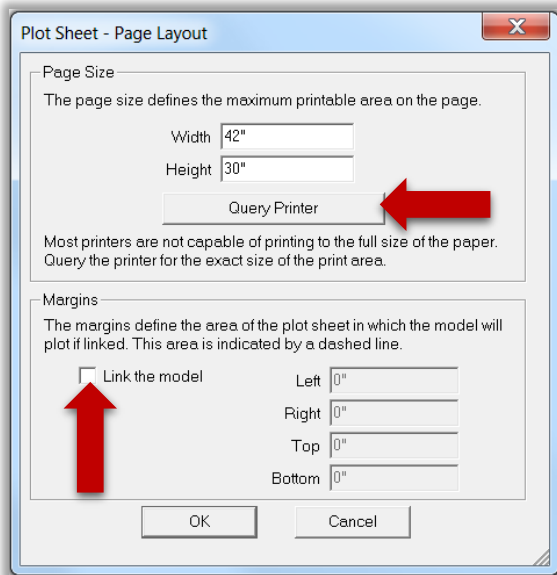 Plot Sheet - Page Layout
Page Size
The page size defines the maximum printable area on the page.
Width 42"
Height 30"
Query Printer
Most printers are not capable of printing to the full size of the paper.
Query the printer for the exact size of the print area.
Margins
The margins define the area of the plot sheet in which the model will
plot if linked. This area is indicated by a dashed line.
Link the model
Left 0"
Right 0"
Top 0"
Bottom 0"
OK Cancel